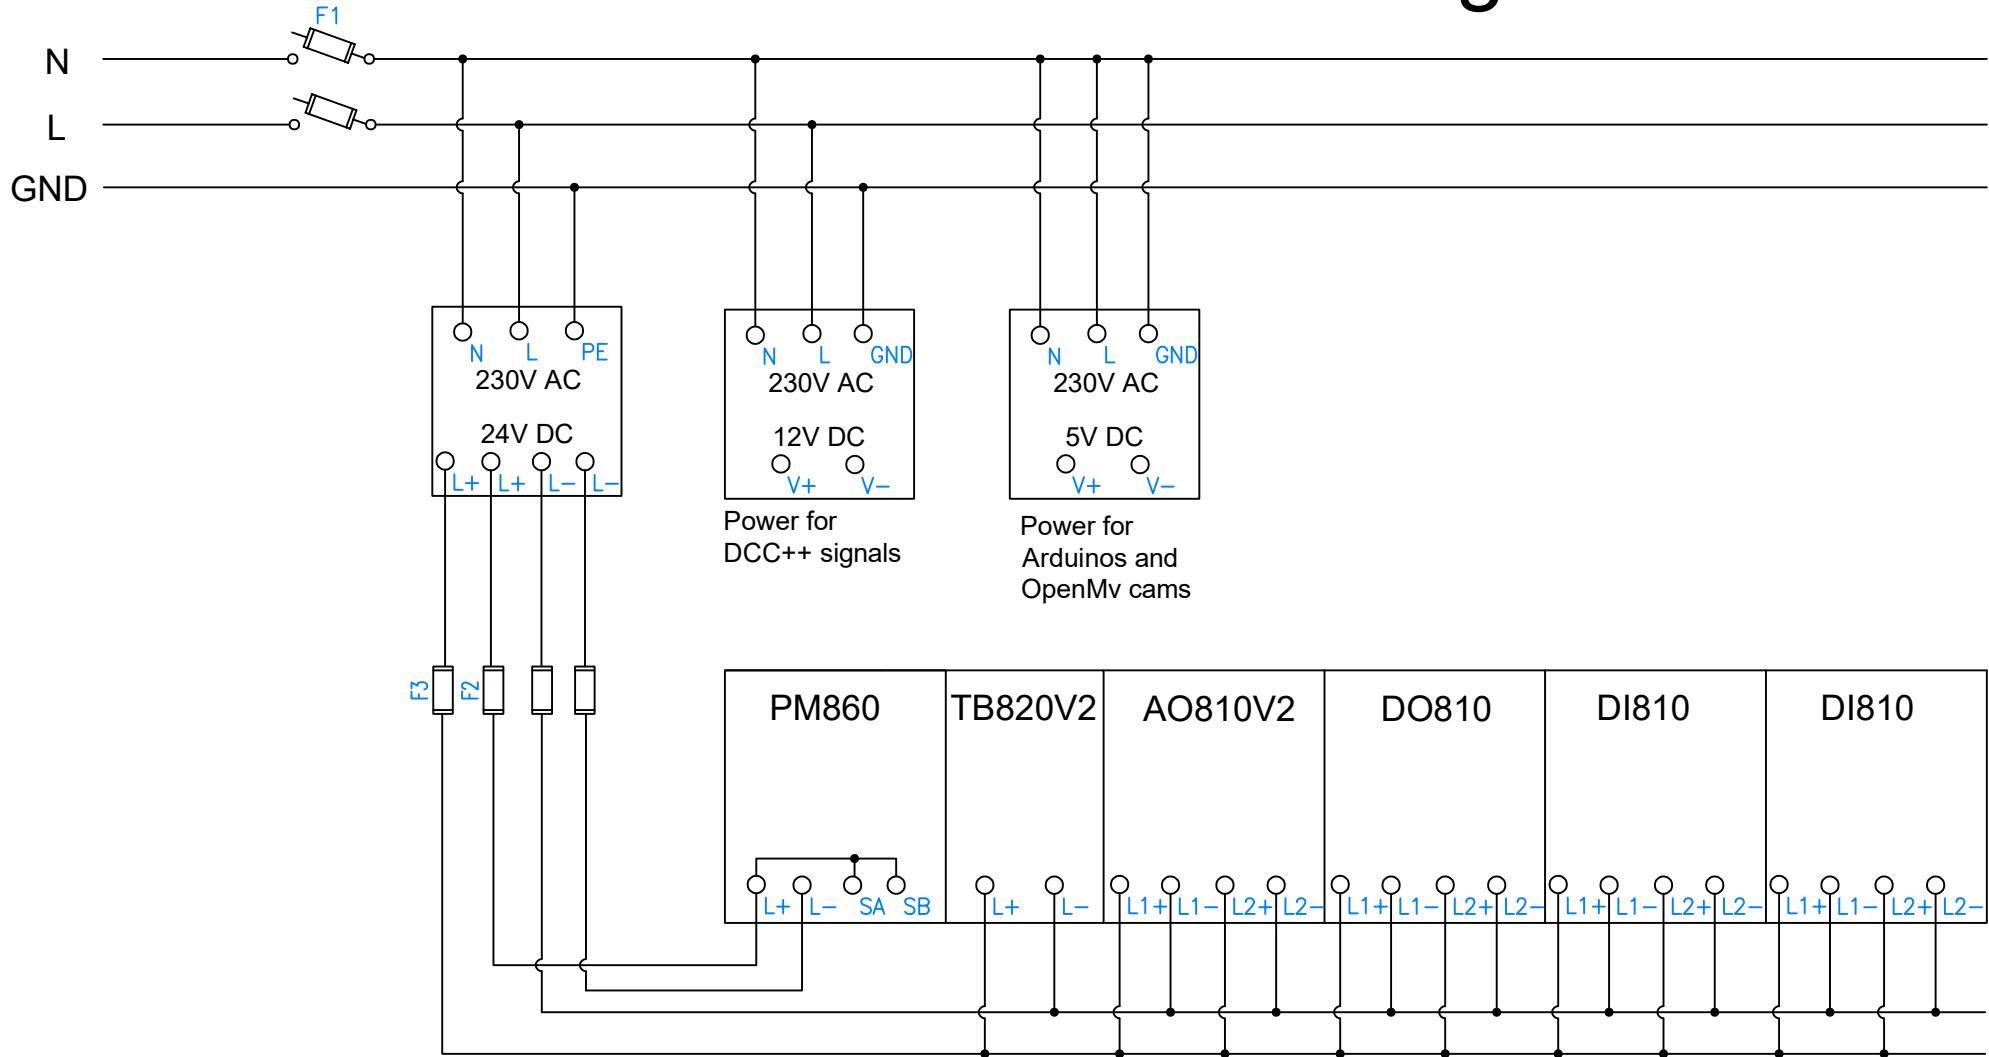 g
F1
N
L
GND
N L PE
230V AC
24V DC
L+ L+ L- L-
N L GND
230V AC
12V DC
V+ V-
Power for
DCC++ signals
N L GND
230V AC
5V DC
V+ V-
Power for
Arduinos and
OpenMv cams
F3 F2
PM860
L+ L- SA SB
TB820V2
L+ L-
AO810V2
L1+ L1- L2+ L2-
DO810
L1+ L1- L2+ L2-
DI810
L1+ L1- L2+ L2-
DI810
L1+ L1- L2+ L2-